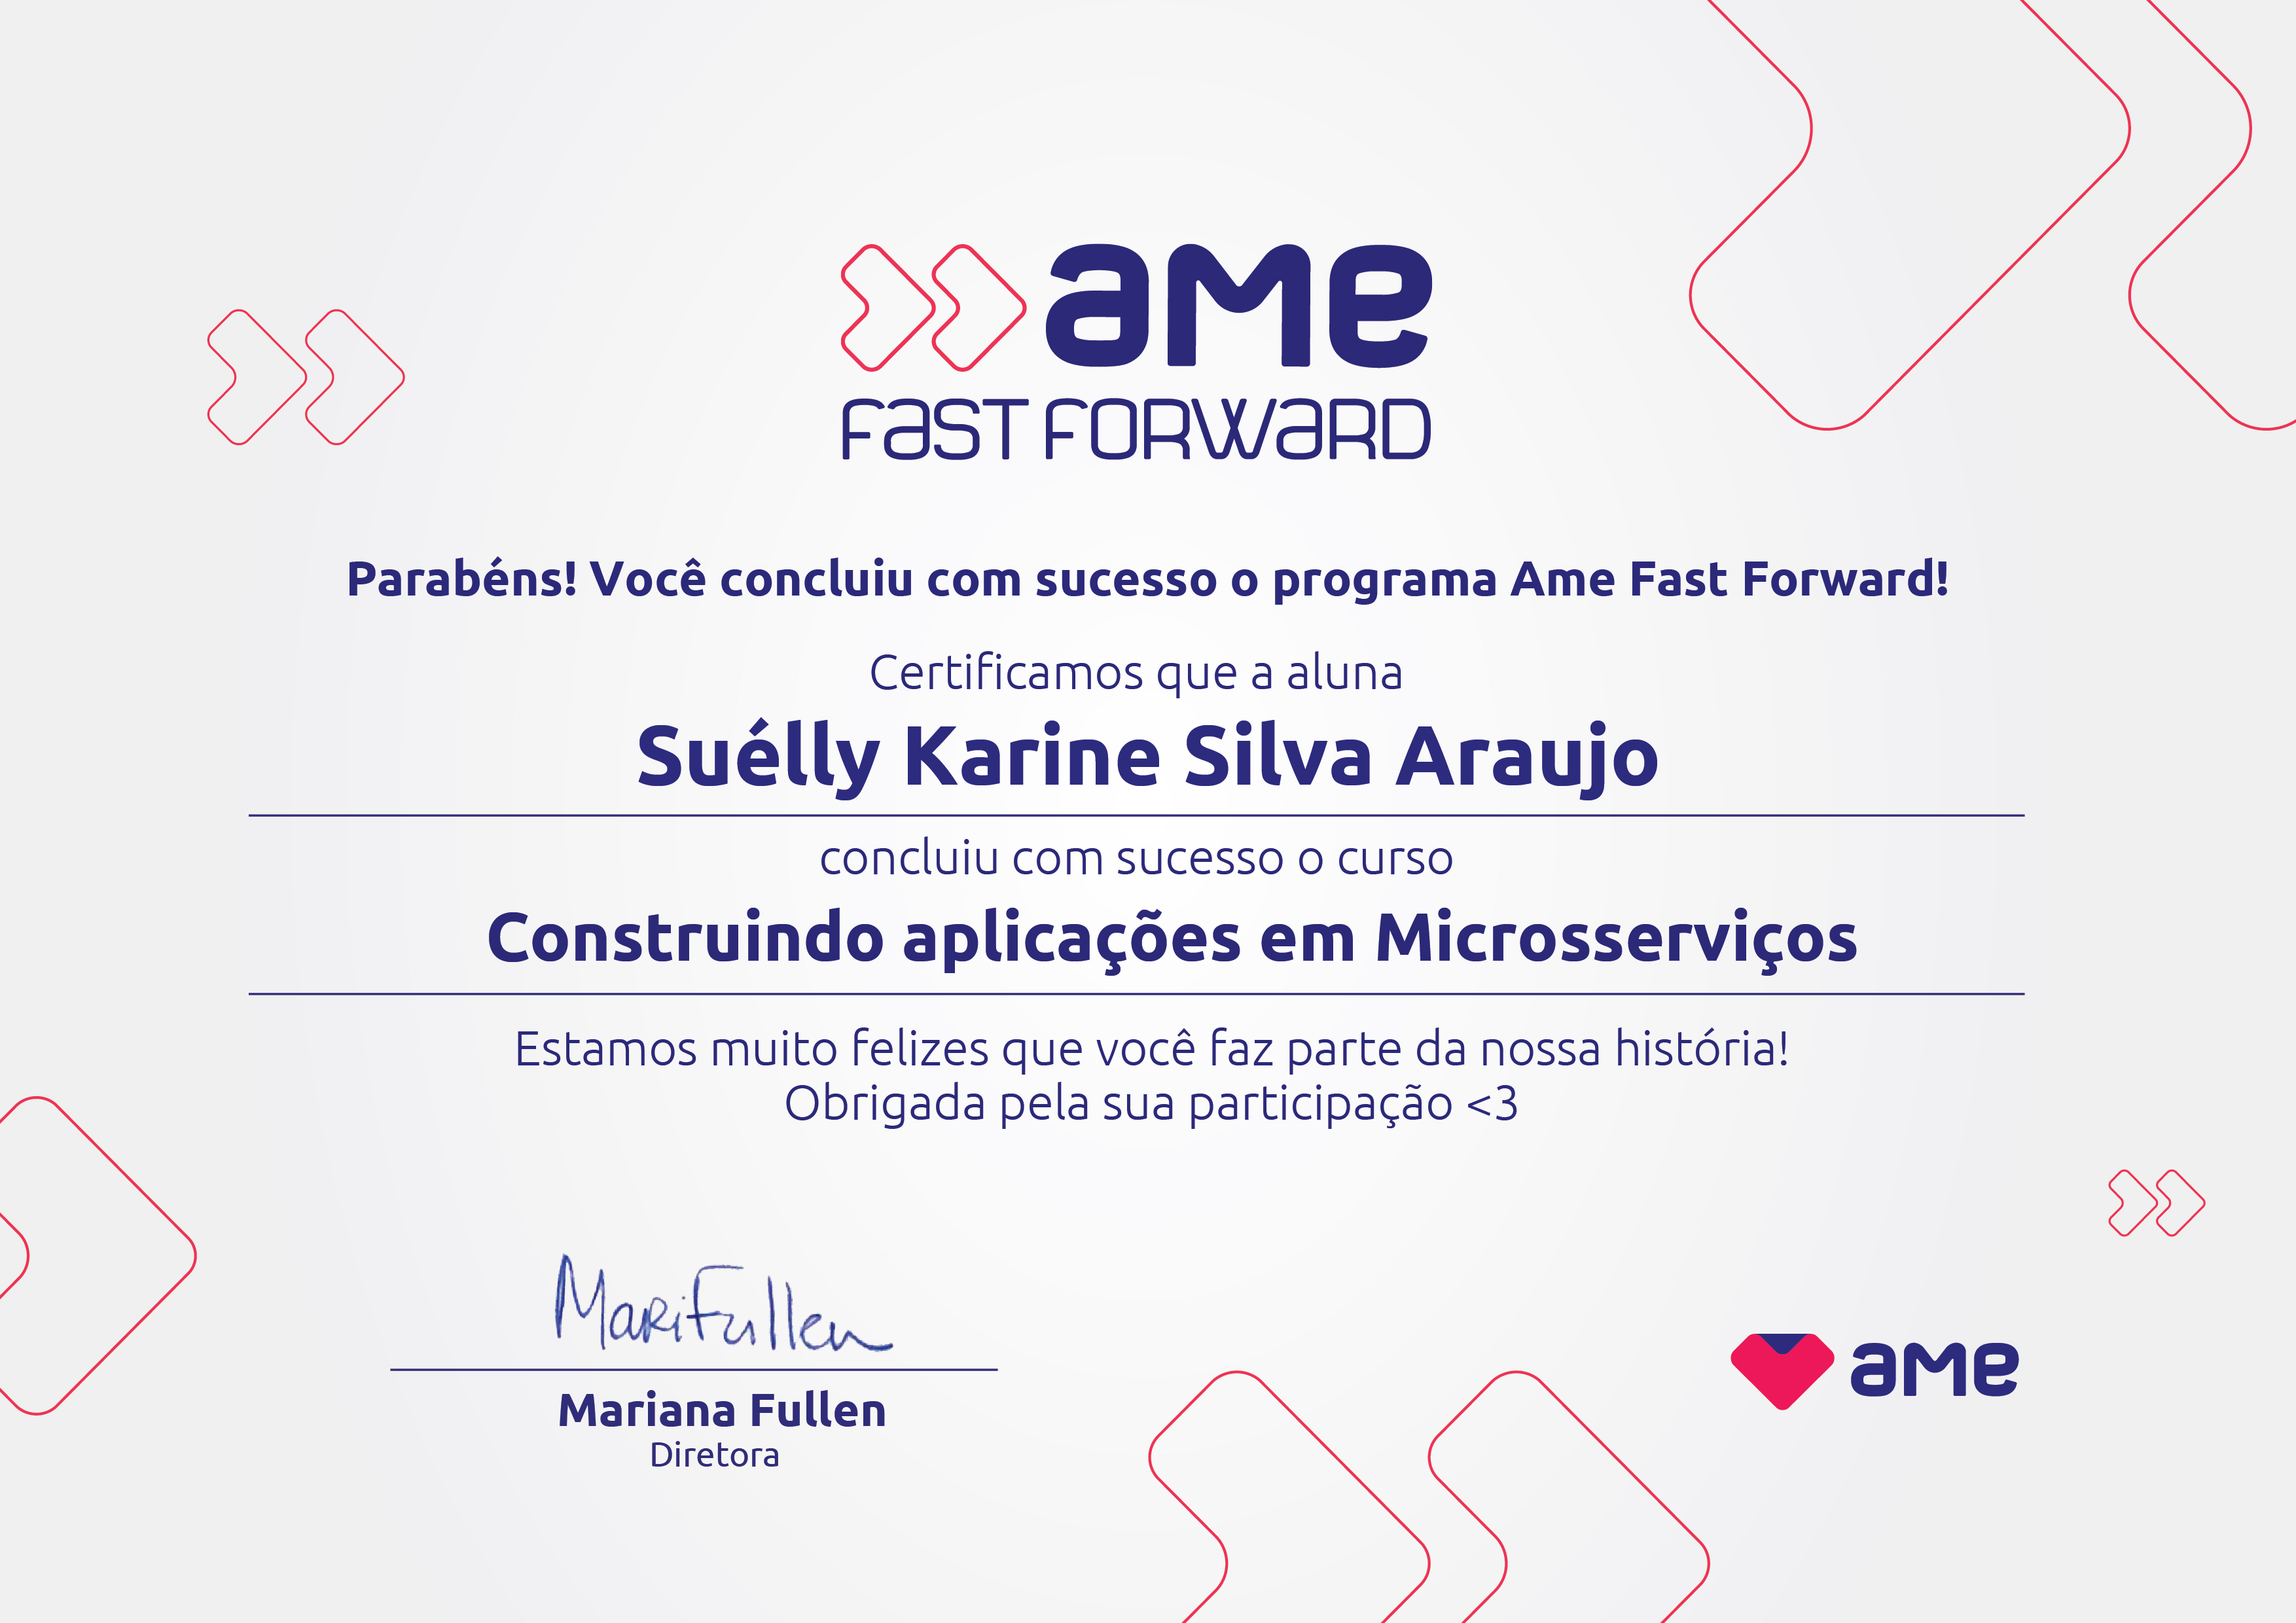 ame
FAST FORWARD
Parabéns! Você concluiu com sucesso o programa Ame Fast Forward!
Certificamos que a aluna
Suélly Karine Silva Araujo
concluiu com sucesso o curso
Construindo aplicações em Microsserviços
Estamos muito felizes que você faz parte da nossa história!
Obrigada pela sua participação <3
Mari Fullen
Mariana Fullen
Diretora
ame